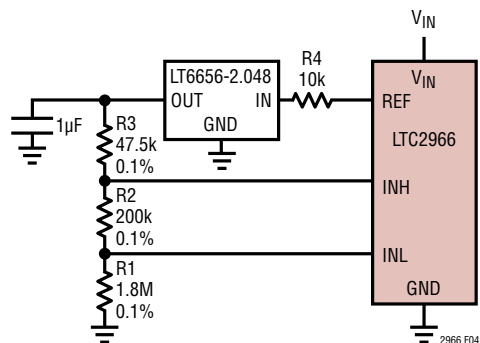 VIN
LT6656-2.048
OUT
IN
GND
R4
10k
VIN
REF
LTC2966
INH
INL
GND
1µF
R3
47.5k
0.1%
R2
200k
0.1%
R1
1.8M
0.1%
2966 F04